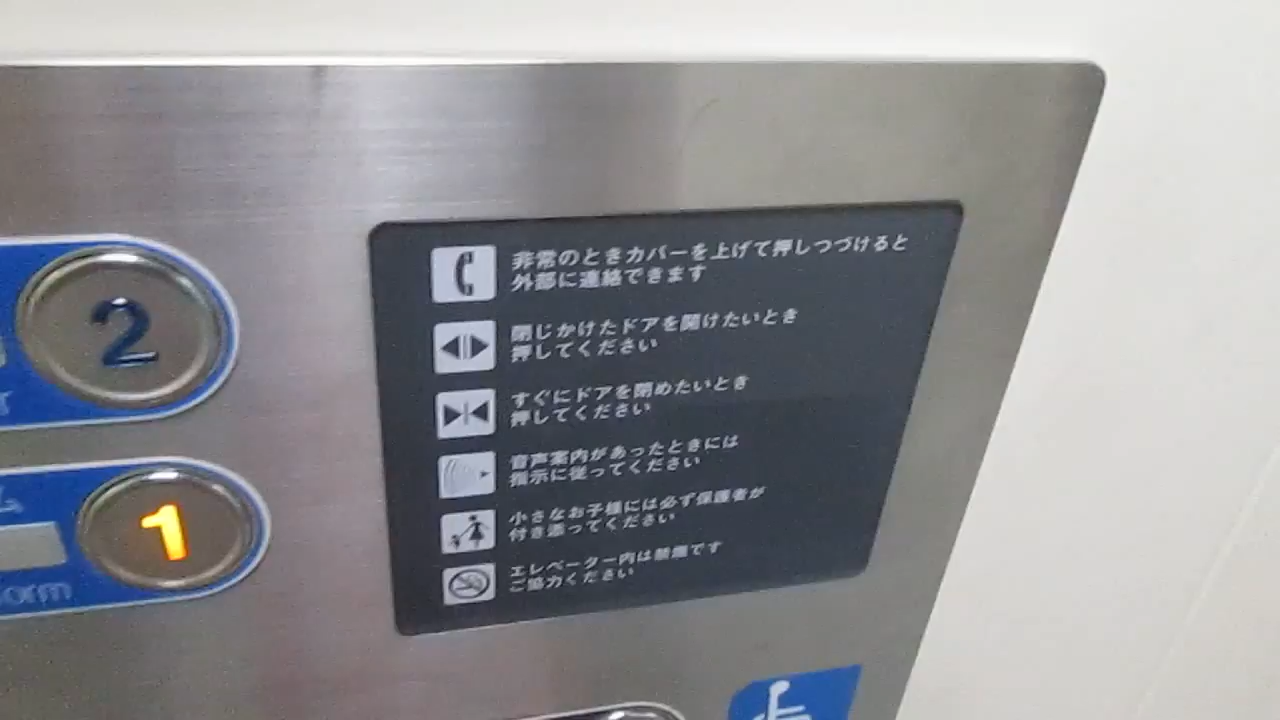 非常のときカバーを上げて押しつづけると
外部に連絡できます
閉じかけたドアを開けたいとき
押してください
すぐにドアを閉めたいとき
押してください
音声案内があったときには
指示に従ってください
小さなお子様には必ず保護者が
付き添ってください
エレベーター内は禁煙です
ご協力ください
2
1
orm